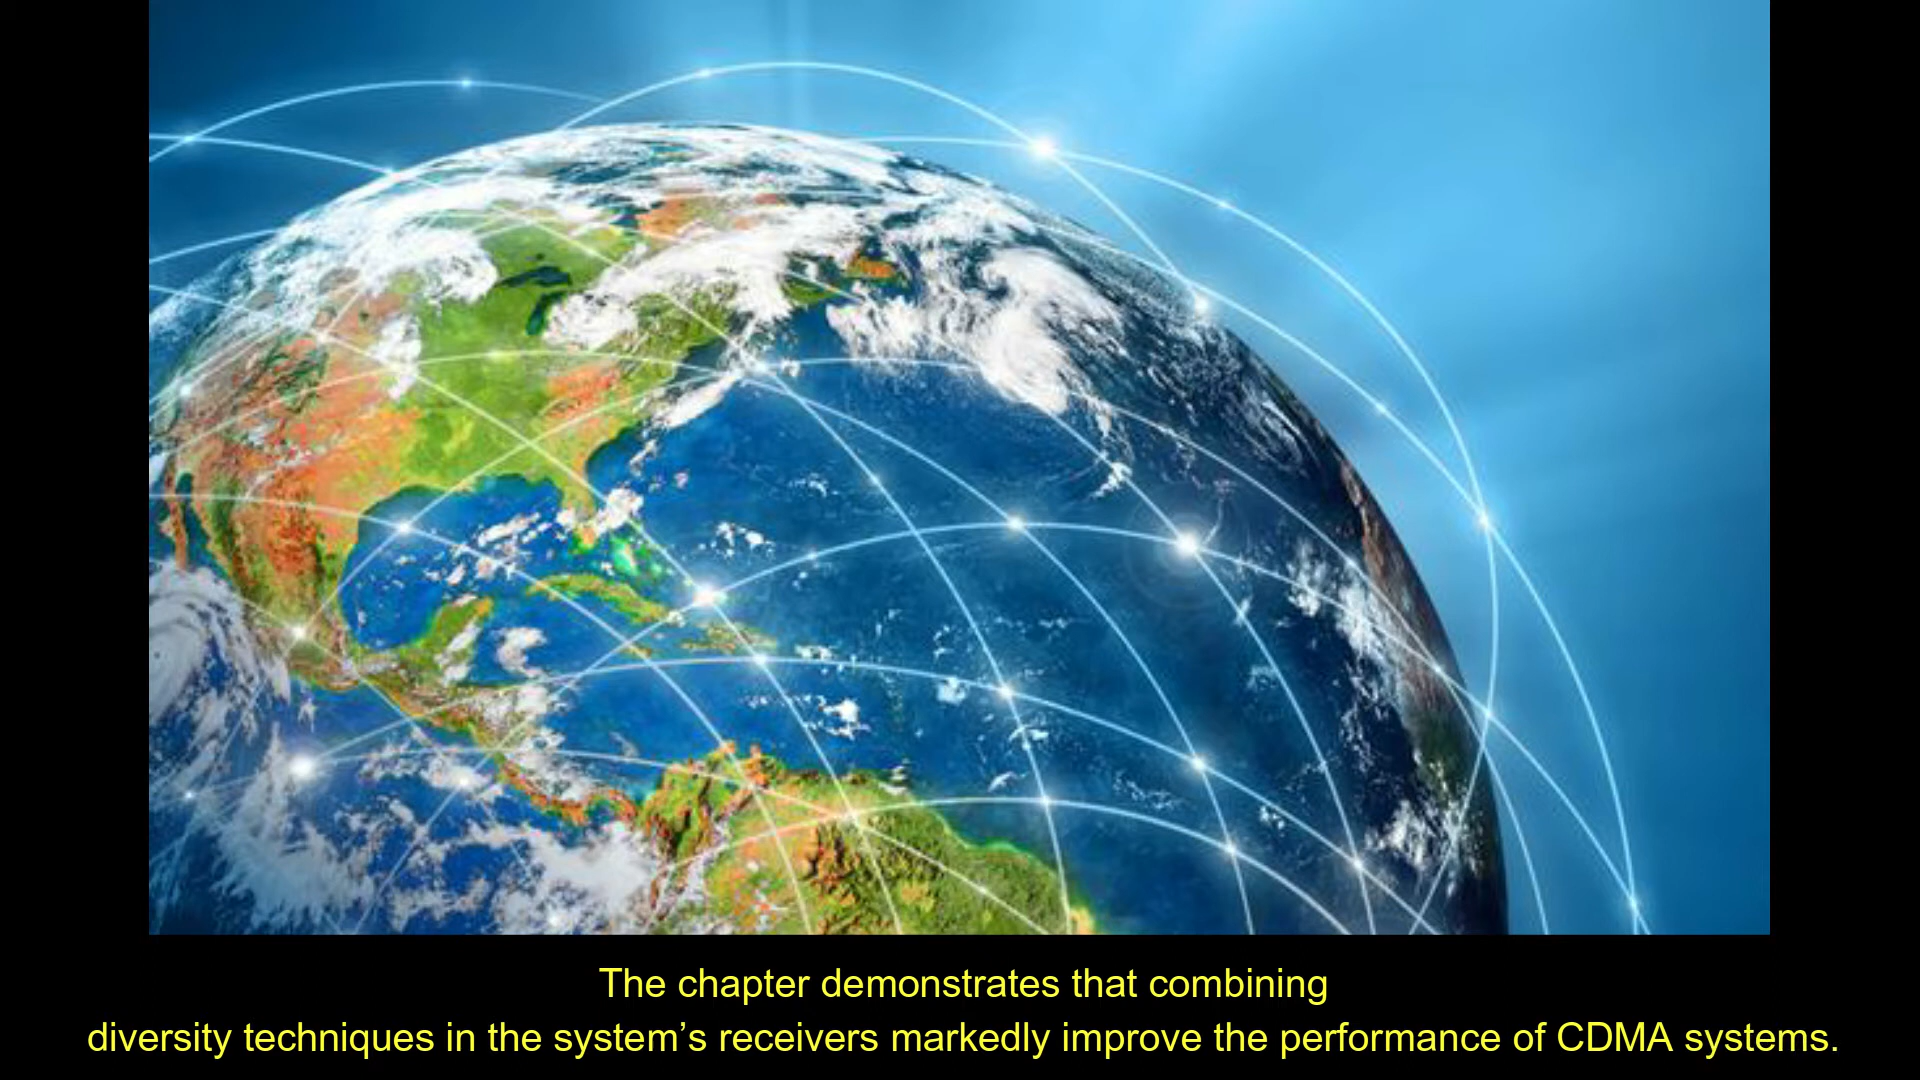 The chapter demonstrates that combining
diversity techniques in the system’s receivers markedly improve the performance of CDMA systems.